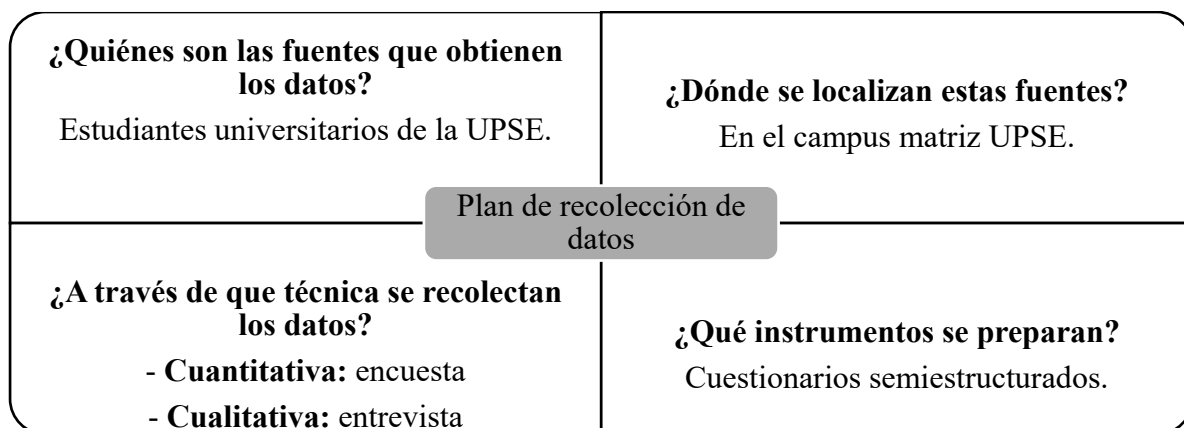 ¿Quiénes son las fuentes que obtienen
los datos?
Estudiantes universitarios de la UPSE.
¿Dónde se localizan estas fuentes?
En el campus matriz UPSE.
Plan de recolección de
datos
¿A través de que técnica se recolectan
los datos?
- Cuantitativa: encuesta
- Cualitativa: entrevista
¿Qué instrumentos se preparan?
Cuestionarios semiestructurados.